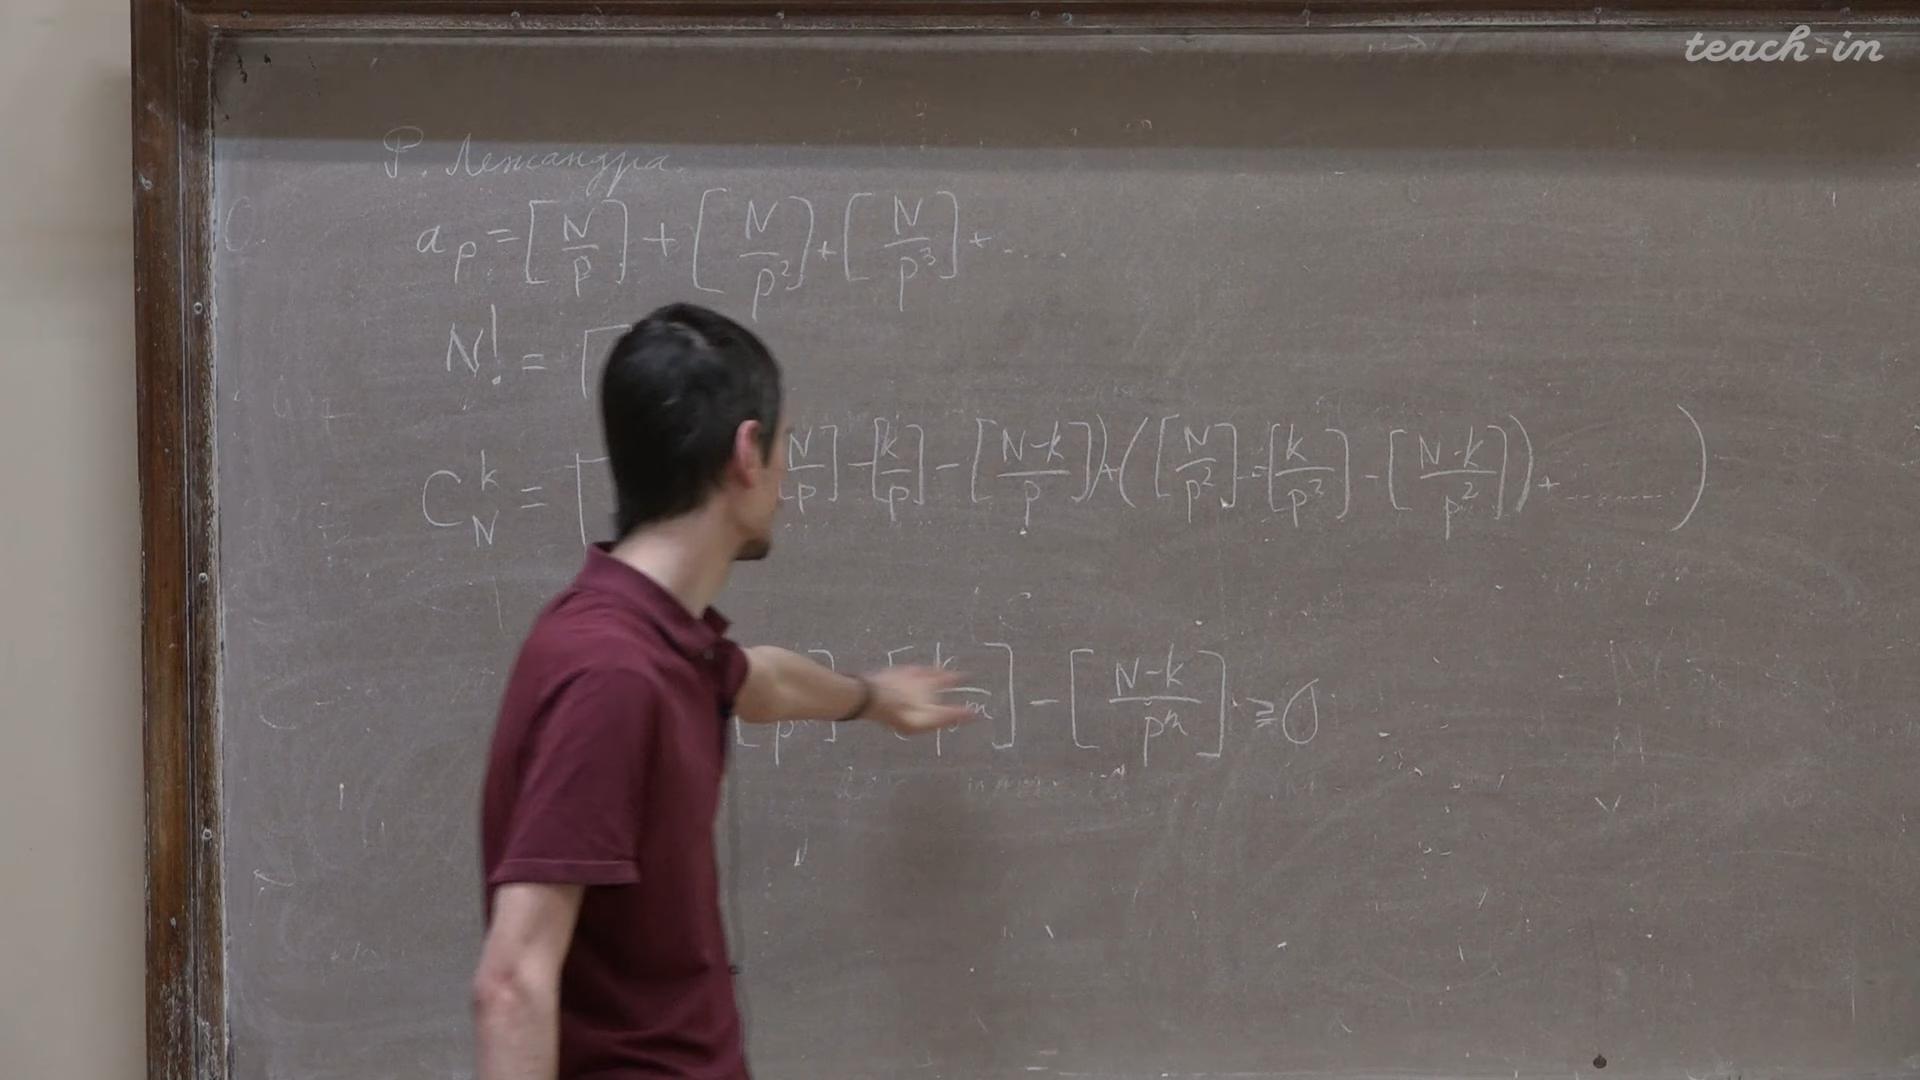 teach-in
Ф. Лежандра.
a_p = [N/p] + [N/p²] + [N/p³] + ....
N! =
C_N^k = N/p] - [k/p] - [N-k/p]) + ([N/p²] - [k/p²] - [N-k/p²]) + ........ )
- [N-k/p^m] ≥ 0